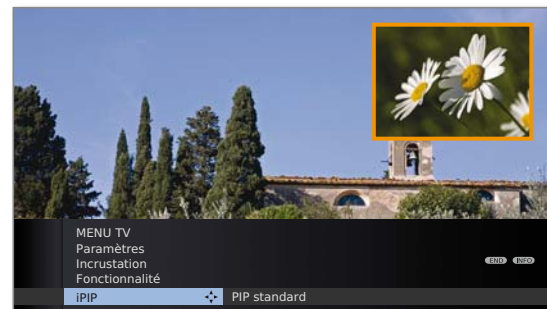 MENU TV
Paramètres
Incrustation
END INFO
Fonctionnalité
iPIP PIP standard